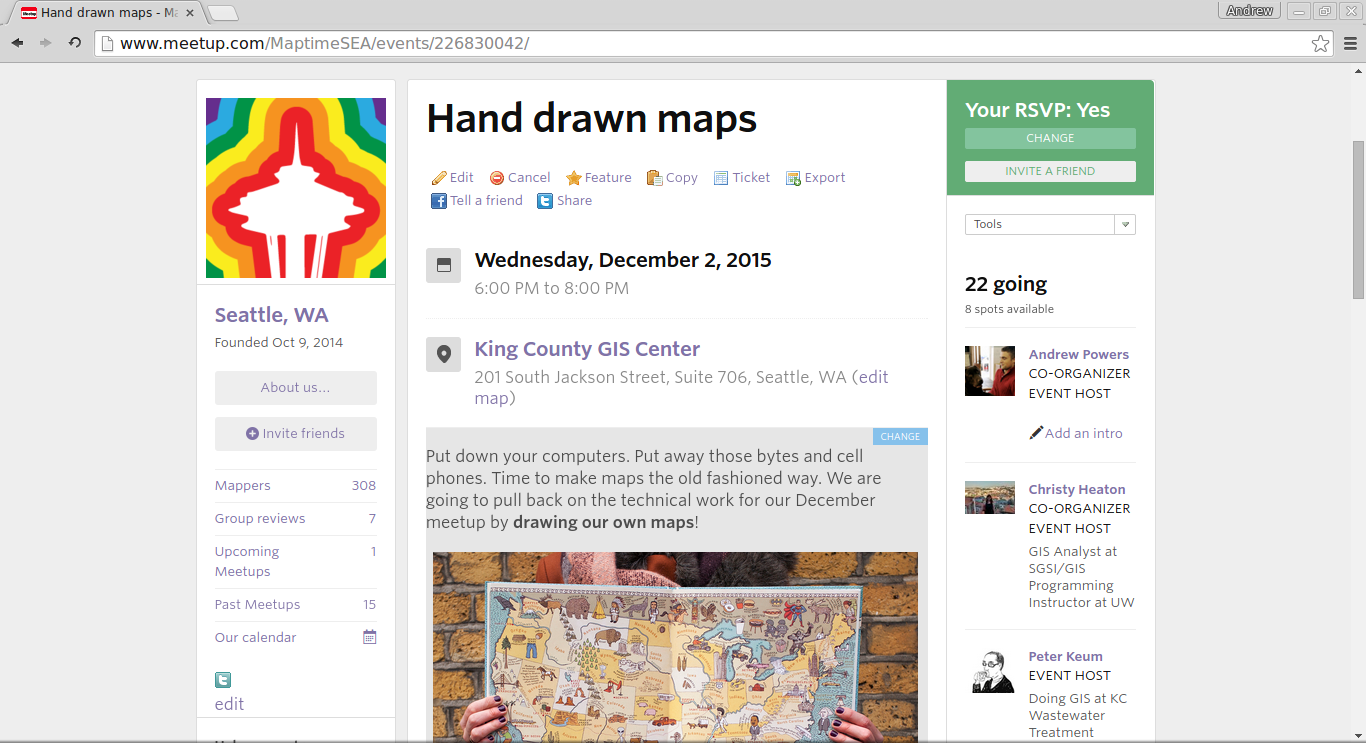 Hand drawn maps - Ma
Andrew
www.meetup.com/MaptimeSEA/events/226830042/
Seattle, WA
Founded Oct 9, 2014
About us...
Invite friends
Mappers 308
Group reviews 7
Upcoming 1
Meetups
Past Meetups 15
Our calendar
edit
Hand drawn maps
Edit Cancel Feature Copy Ticket Export
Tell a friend Share
Wednesday, December 2, 2015
6:00 PM to 8:00 PM
King County GIS Center
201 South Jackson Street, Suite 706, Seattle, WA (edit
map)
CHANGE
Put down your computers. Put away those bytes and cell
phones. Time to make maps the old fashioned way. We are
going to pull back on the technical work for our December
meetup by drawing our own maps!
Your RSVP: Yes
CHANGE
INVITE A FRIEND
Tools
22 going
8 spots available
Andrew Powers
CO-ORGANIZER
EVENT HOST
Add an intro
Christy Heaton
CO-ORGANIZER
EVENT HOST
GIS Analyst at
SGSI/GIS
Programming
Instructor at UW
Peter Keum
EVENT HOST
Doing GIS at KC
Wastewater
Treatment